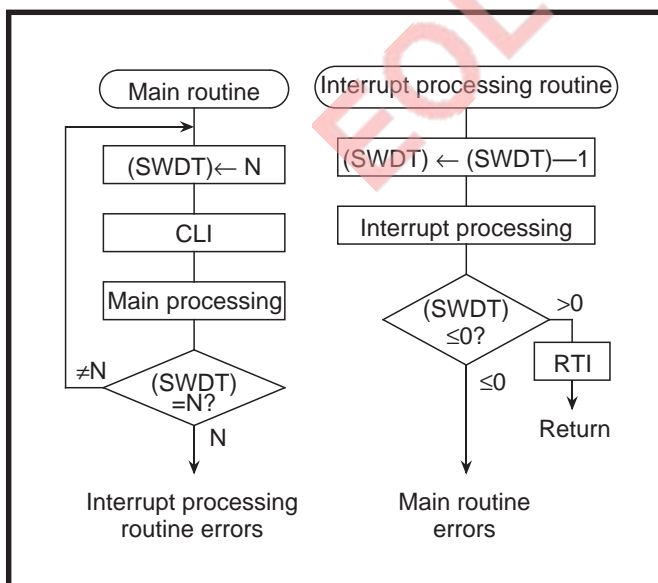 Main routine
(SWDT)← N
CLI
Main processing
≠N
(SWDT)
=N?
N
Interrupt processing
routine errors
Interrupt processing routine
(SWDT) ← (SWDT)—1
Interrupt processing
>0
(SWDT)
≤0?
RTI
≤0
Return
Main routine
errors
EOL